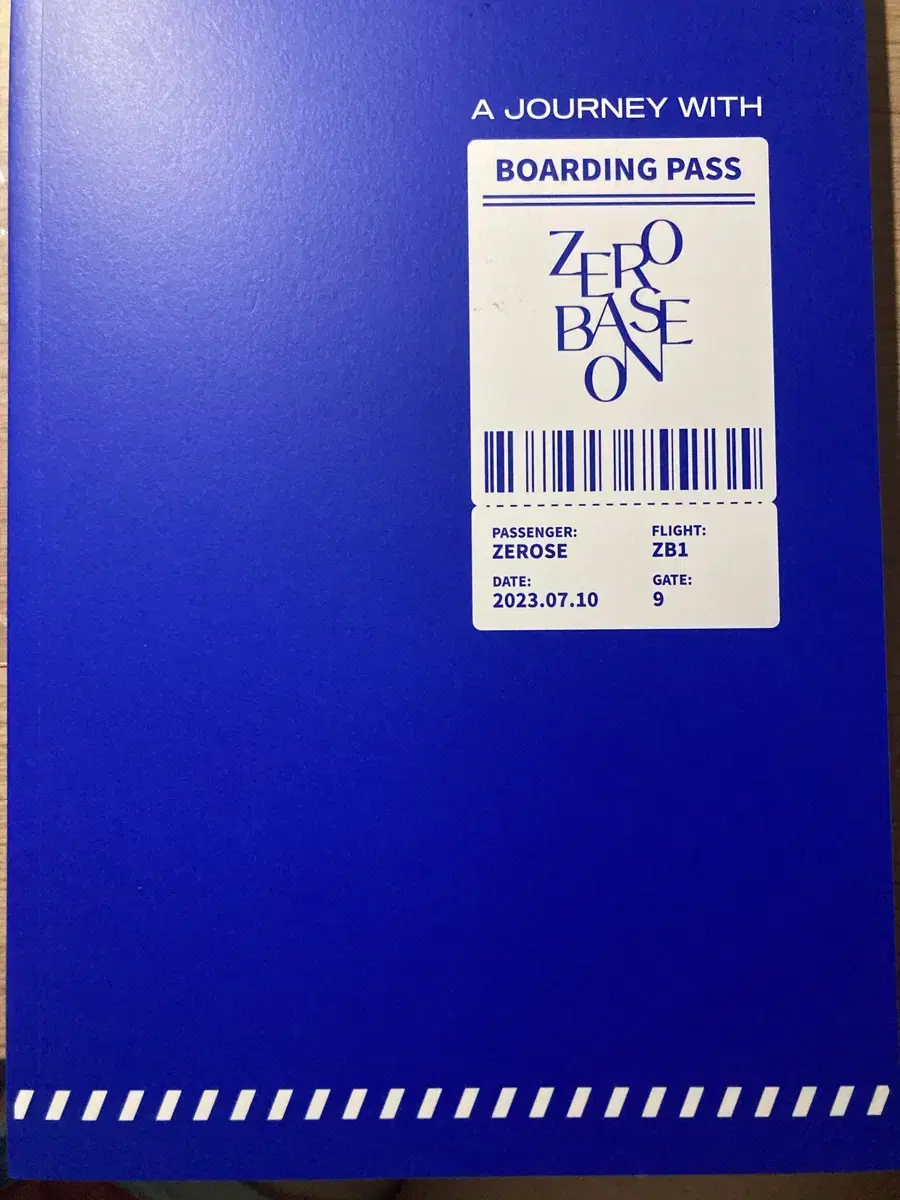 A JOURNEY WITH
BOARDING PASS
ZERO
BASE
ON
PASSENGER: FLIGHT:
ZEROSE ZB1
DATE: GATE:
2023.07.10 9